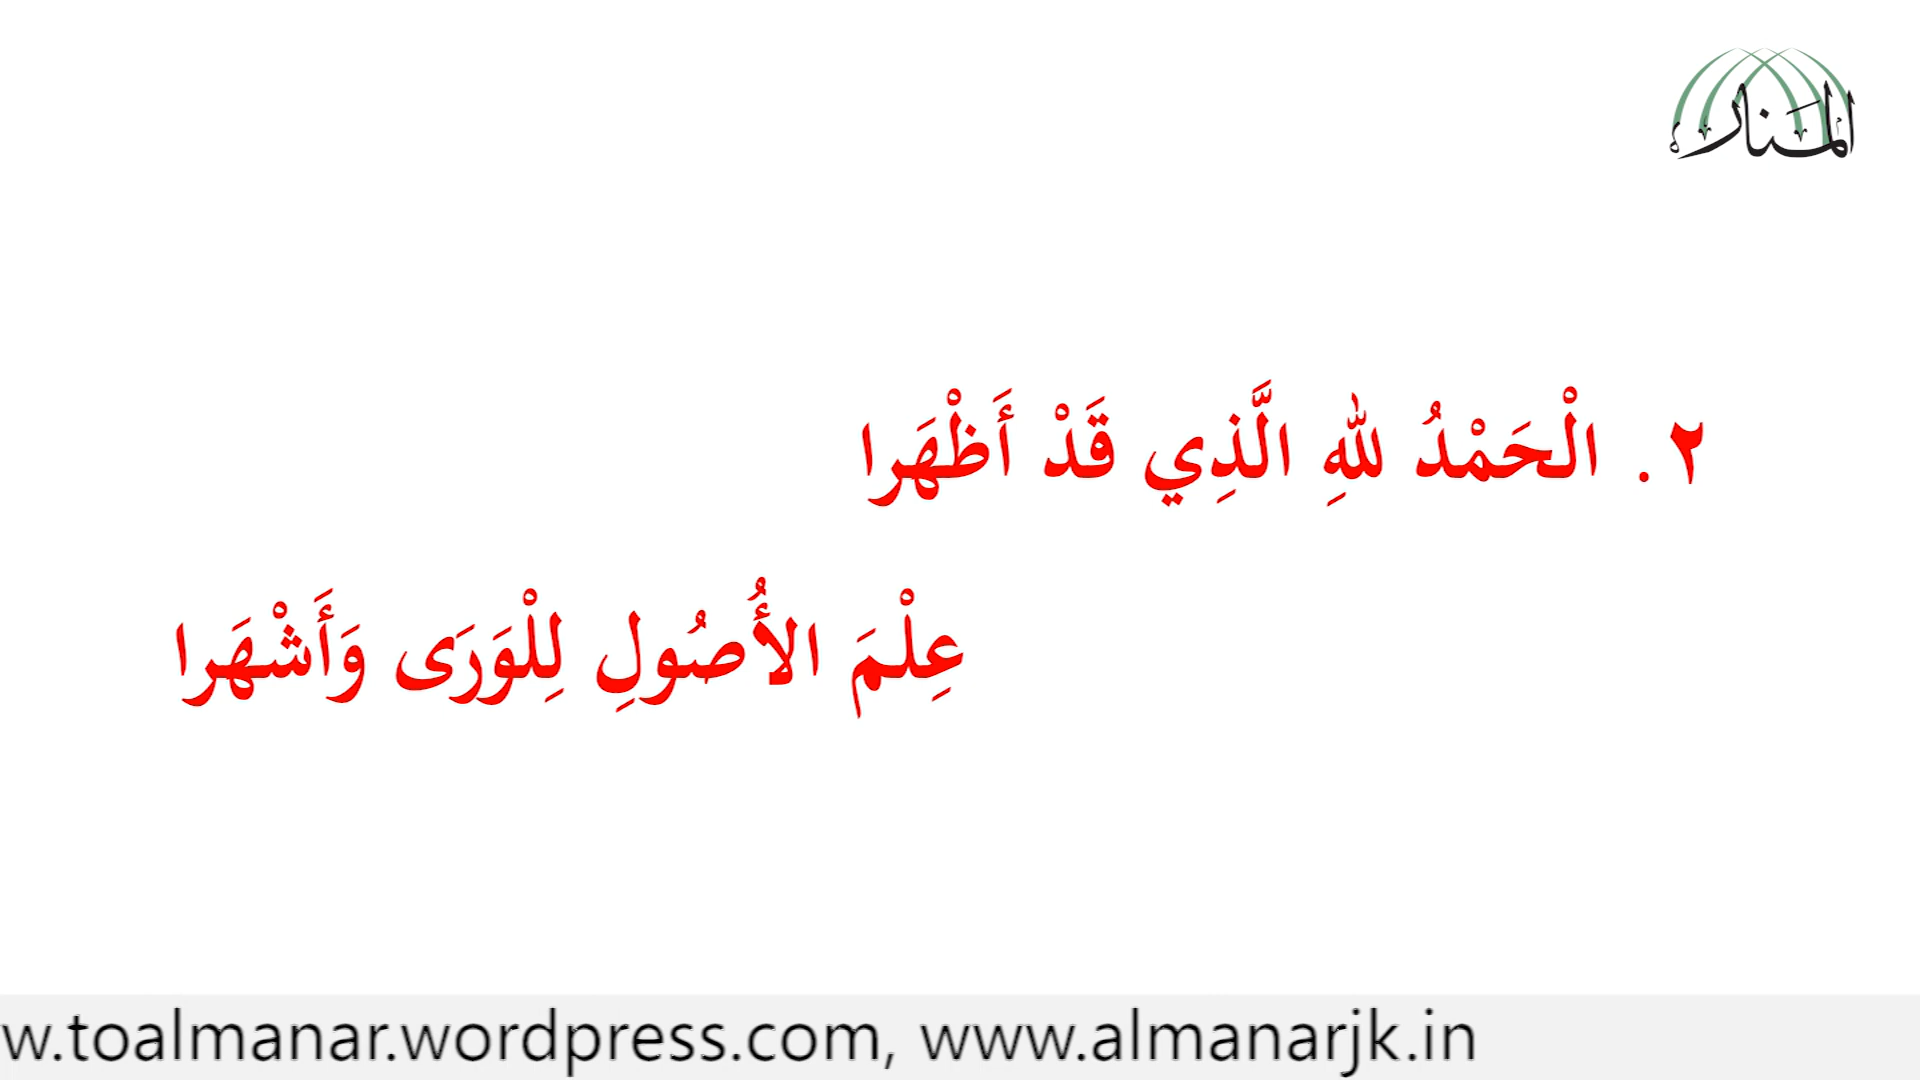 المنار
٢. الْحَمْدُ للهِ الَّذِي قَدْ أَظْهَرا
عِلْمَ الأُصُولِ لِلْوَرَى وَأَشْهَرا
w.toalmanar.wordpress.com, www.almanarjk.in